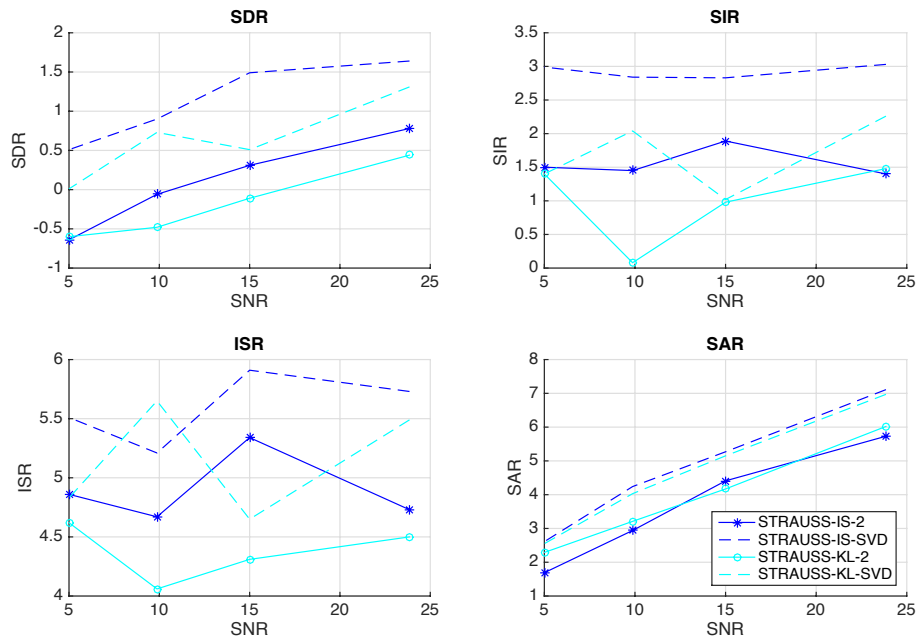 SDR
SDR
2
1.5
1
0.5
0
-0.5
-1
5 10 15 20 25
SNR
SIR
SIR
3.5
3
2.5
2
1.5
1
0.5
0
5 10 15 20 25
SNR
ISR
ISR
6
5.5
5
4.5
4
5 10 15 20 25
SNR
SAR
SAR
8
7
6
5
4
3
2
1
5 10 15 20 25
SNR
STRAUSS-IS-2
STRAUSS-IS-SVD
STRAUSS-KL-2
STRAUSS-KL-SVD